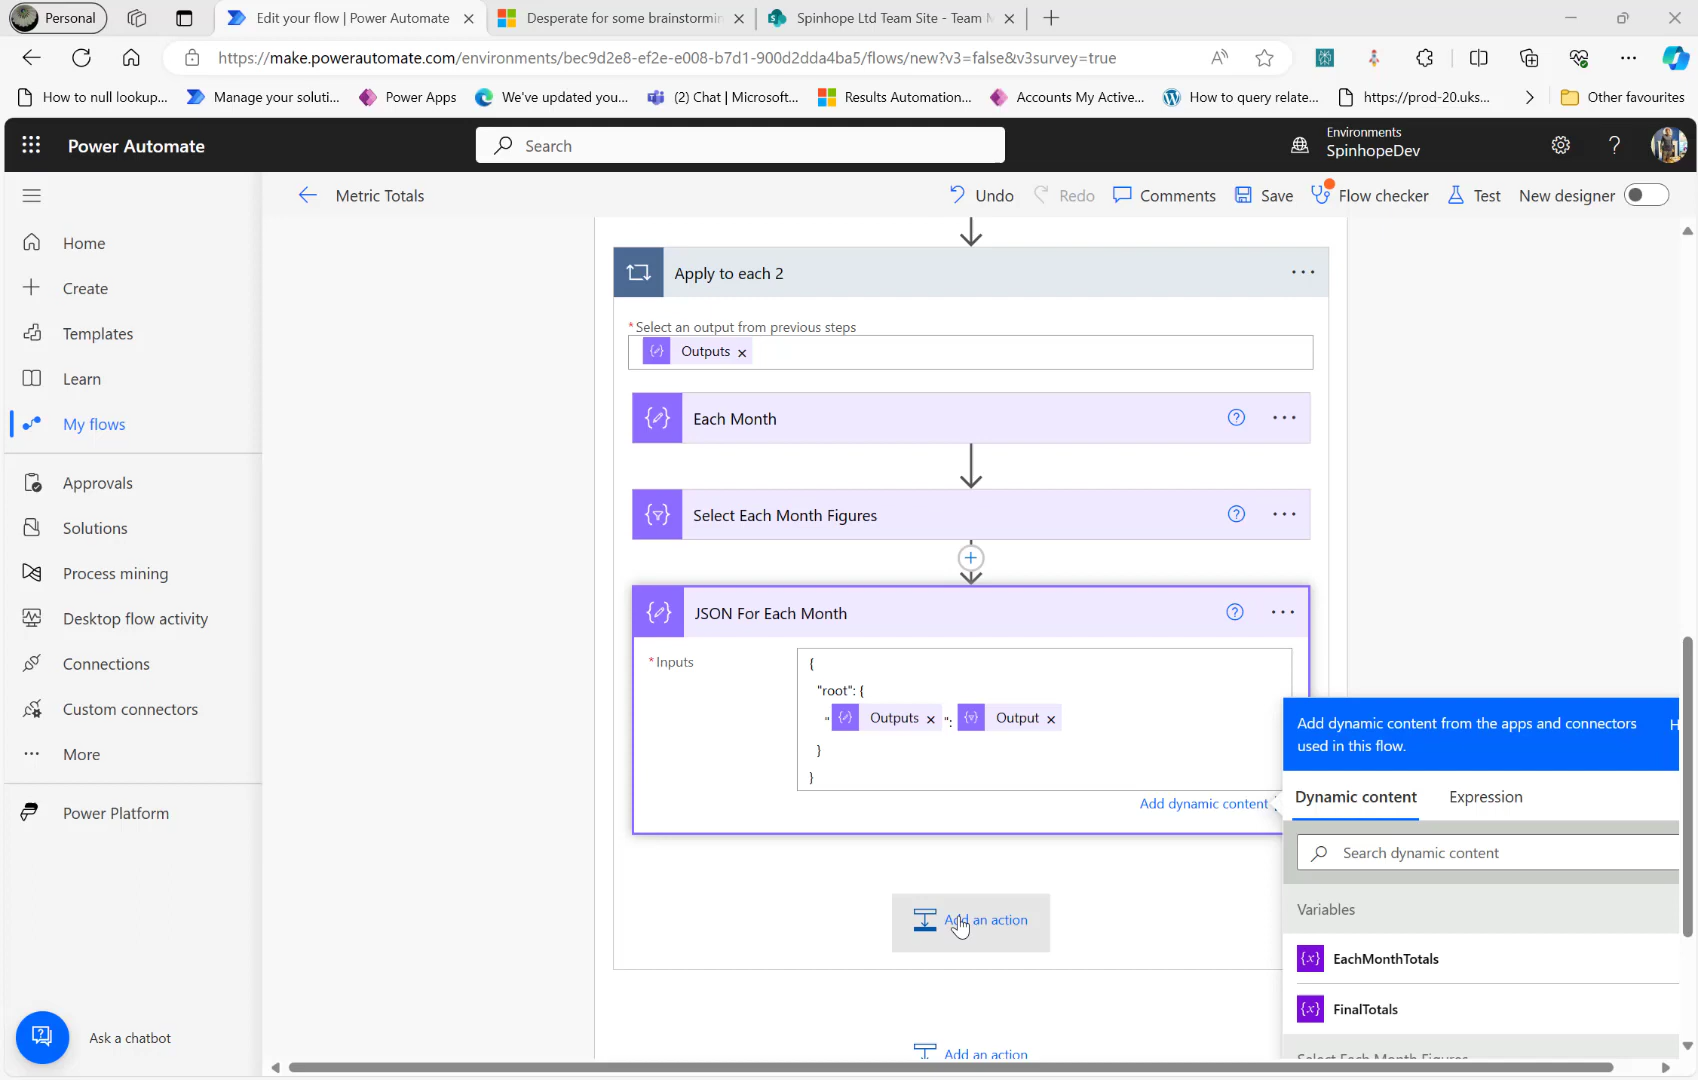 Personal
Edit your flow | Power Automate
Desperate for some brainstormin
Spinhope Ltd Team Site - Team
https://make.powerautomate.com/environments/bec9d2e8-ef2e-e008-b7d1-900d2dda4ba5/flows/new?v3=false&v3survey=true
How to null lookup...
Manage your soluti...
Power Apps
We've updated you...
(2) Chat | Microsoft...
Results Automation...
Accounts My Active...
How to query relate...
https://prod-20.uks...
Other favourites
Power Automate
Search
Environments
SpinhopeDev
Metric Totals
Undo
Redo
Comments
Save
Flow checker
Test
New designer
Home
Create
Templates
Learn
My flows
Approvals
Solutions
Process mining
Desktop flow activity
Connections
Custom connectors
More
Power Platform
Ask a chatbot
Apply to each 2
*Select an output from previous steps
Outputs
Each Month
Select Each Month Figures
JSON For Each Month
*Inputs
{
"root": {
"Outputs": Output
}
}
Add dynamic content
Add an action
Add an action
Add dynamic content from the apps and connectors
used in this flow.
H
Dynamic content
Expression
Search dynamic content
Variables
EachMonthTotals
FinalTotals
Select Each Month Figures